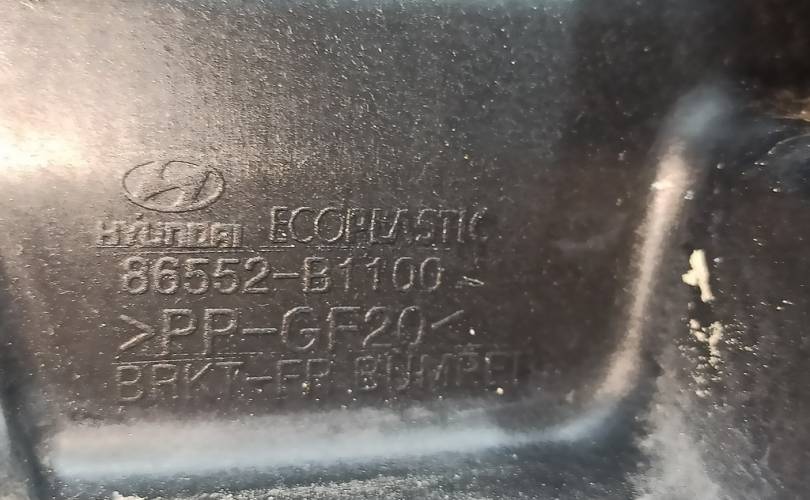 HYUNDAI ECOPLASTIC
86552-B1100
>PP-GF20<
BRKT-FR BUMPER